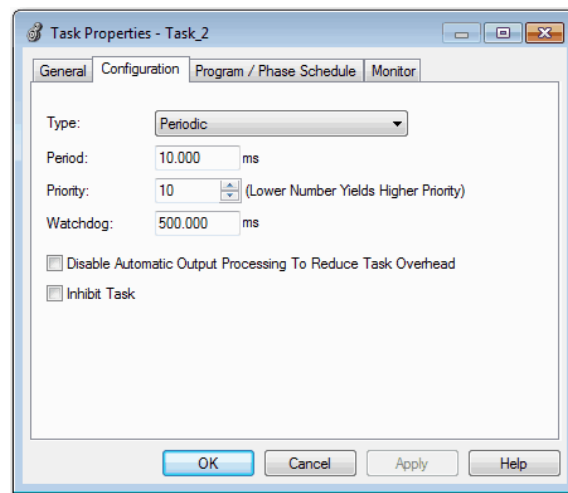 Task Properties - Task_2
General Configuration Program / Phase Schedule Monitor
Type: Periodic
Period: 10.000 ms
Priority: 10 (Lower Number Yields Higher Priority)
Watchdog: 500.000 ms
Disable Automatic Output Processing To Reduce Task Overhead
Inhibit Task
OK Cancel Apply Help